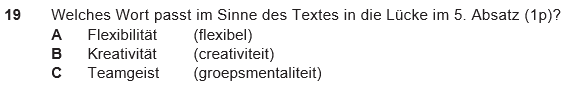 19 Welches Wort passt im Sinne des Textes in die Lücke im 5. Absatz (1p)?
A Flexibilität (flexibel)
B Kreativität (creativiteit)
C Teamgeist (groepsmentaliteit)